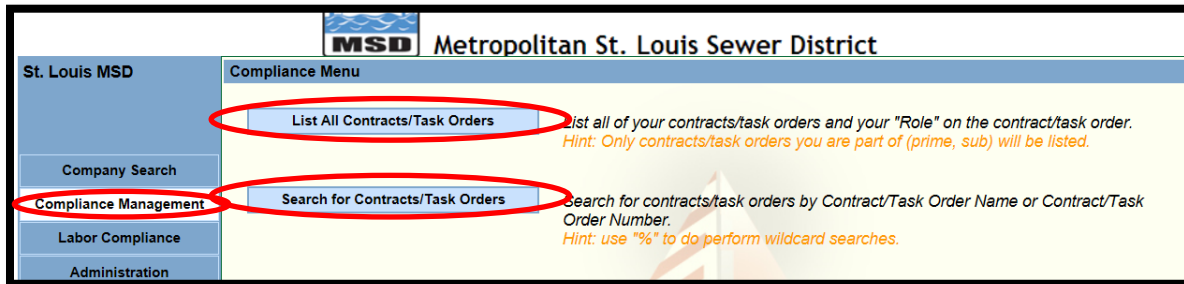 MSD Metropolitan St. Louis Sewer District
St. Louis MSD
Compliance Menu
List All Contracts/Task Orders
List all of your contracts/task orders and your "Role" on the contract/task order.
Hint: Only contracts/task orders you are part of (prime, sub) will be listed.
Company Search
Compliance Management
Search for Contracts/Task Orders
Search for contracts/task orders by Contract/Task Order Name or Contract/Task
Order Number.
Hint: use "%" to do perform wildcard searches.
Labor Compliance
Administration